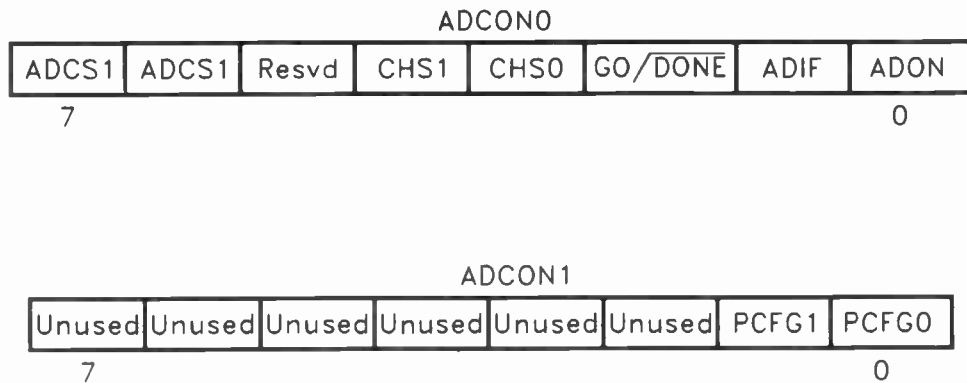 ADCON0
ADCS1 ADCS1 Resvd CHS1 CHS0 GO/DONE ADIF ADON
7 0
ADCON1
Unused Unused Unused Unused Unused Unused PCFG1 PCFG0
7 0